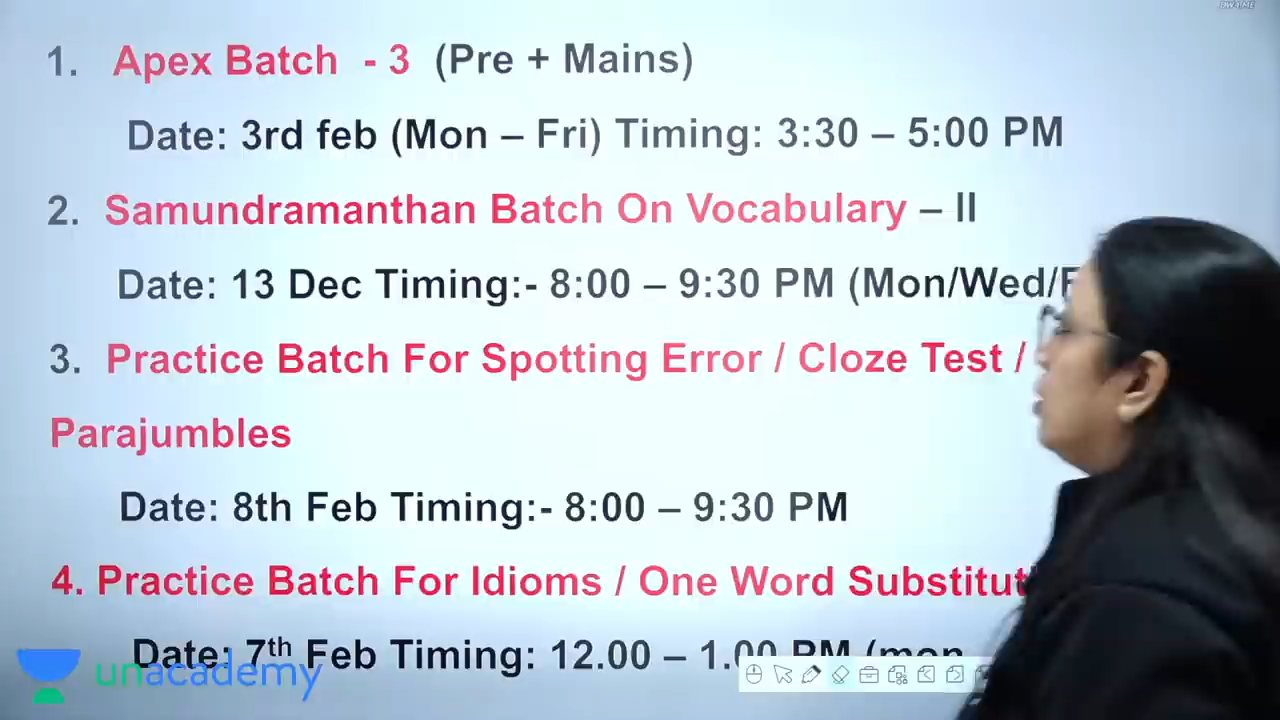 1. Apex Batch - 3 (Pre + Mains)
Date: 3rd feb (Mon – Fri) Timing: 3:30 – 5:00 PM
2. Samundramanthan Batch On Vocabulary – II
Date: 13 Dec Timing:- 8:00 – 9:30 PM (Mon/Wed/
3. Practice Batch For Spotting Error / Cloze Test /
Parajumbles
Date: 8th Feb Timing:- 8:00 – 9:30 PM
4. Practice Batch For Idioms / One Word
Date: 7th Feb Timing: 12.00 – 1.00 PM (mon
unacademy